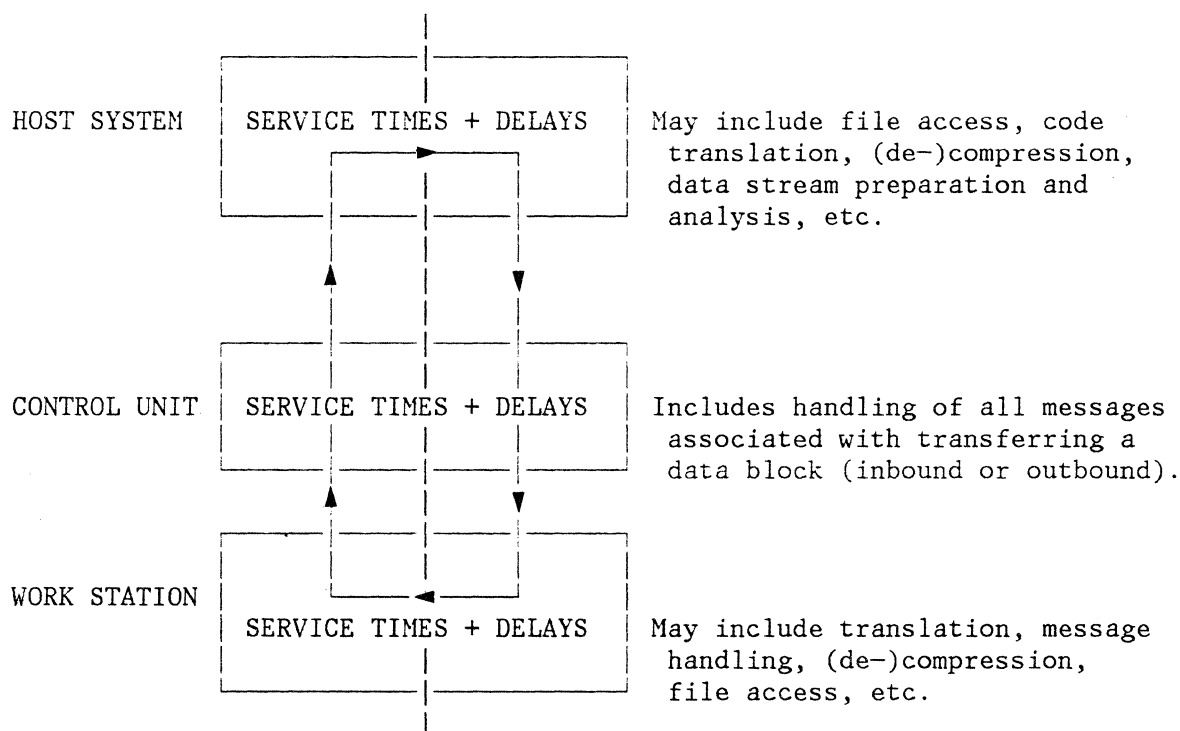 HOST SYSTEM
SERVICE TIMES + DELAYS
May include file access, code
translation, (de-)compression,
data stream preparation and
analysis, etc.
CONTROL UNIT
SERVICE TIMES + DELAYS
Includes handling of all messages
associated with transferring a
data block (inbound or outbound).
WORK STATION
SERVICE TIMES + DELAYS
May include translation, message
handling, (de-)compression,
file access, etc.